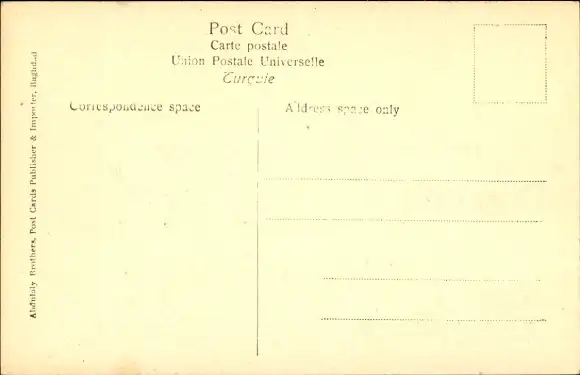 Post Card
Carte postale
Union Postale Universelle
Turquie
Correspondence space
Address space only
Brothers, Post Cards Publisher & Importer, Baghdad